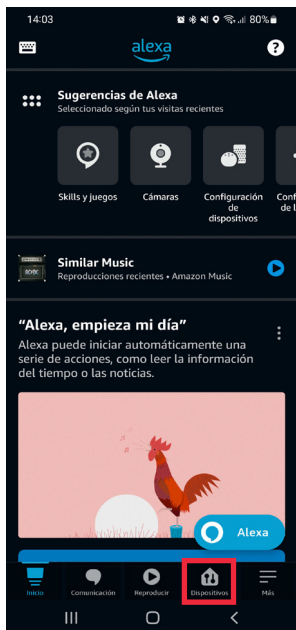 14:03
80%
alexa
?
Sugerencias de Alexa
Seleccionado según tus visitas recientes
Skills y juegos
Cámaras
Configuración
de
dispositivos
Conf
de l
Similar Music
Reproducciones recientes • Amazon Music
“Alexa, empieza mi día”
Alexa puede iniciar automáticamente una
serie de acciones, como leer la información
del tiempo o las noticias.
Alexa
Inicio
Comunicación
Reproducir
Dispositivos
Más